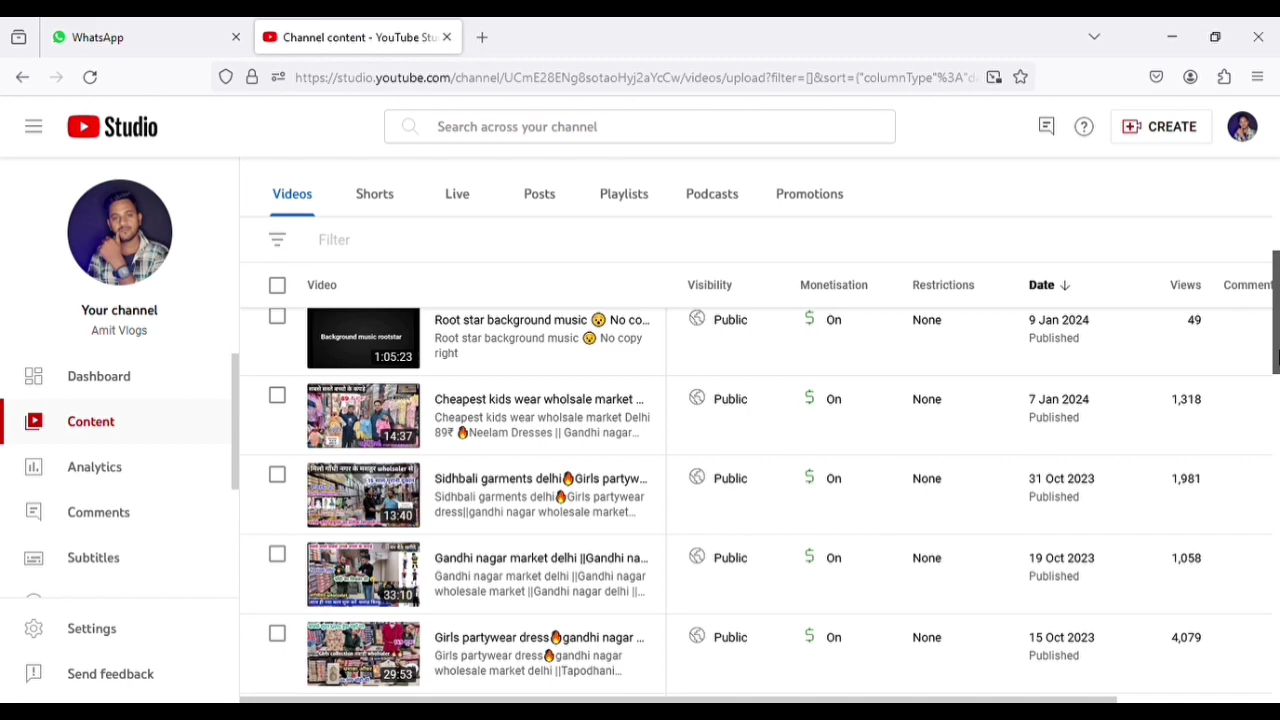 WhatsApp
Channel content - YouTube Stu
https://studio.youtube.com/channel/UCmE28ENg8sotaoHyj2aYcCw/videos/upload?filter=[]&sort={"columnType"%3A"d
Studio
Search across your channel
CREATE
Your channel
Amit Vlogs
Dashboard
Content
Analytics
Comments
Subtitles
Settings
Send feedback
Videos Shorts Live Posts Playlists Podcasts Promotions
Filter
Video Visibility Monetisation Restrictions Date Views Comment
Background music rootstar
1:05:23
Root star background music 😮 No co...
Root star background music 😮 No copy
right
Public On None 9 Jan 2024 49
Published
14:37
Cheapest kids wear wholsale market ...
Cheapest kids wear wholsale market Delhi
89₹ 🔥Neelam Dresses || Gandhi nagar...
Public On None 7 Jan 2024 1,318
Published
13:40
Sidhbali garments delhi🔥Girls partyw...
Sidhbali garments delhi🔥Girls partywear
dress||gandhi nagar wholesale market...
Public On None 31 Oct 2023 1,981
Published
33:10
Gandhi nagar market delhi ||Gandhi na...
Gandhi nagar market delhi ||Gandhi nagar
wholesale market ||Gandhi nagar delhi ||...
Public On None 19 Oct 2023 1,058
Published
29:53
Girls partywear dress🔥gandhi nagar ...
Girls partywear dress🔥gandhi nagar
wholesale market delhi ||Tapodhani...
Public On None 15 Oct 2023 4,079
Published